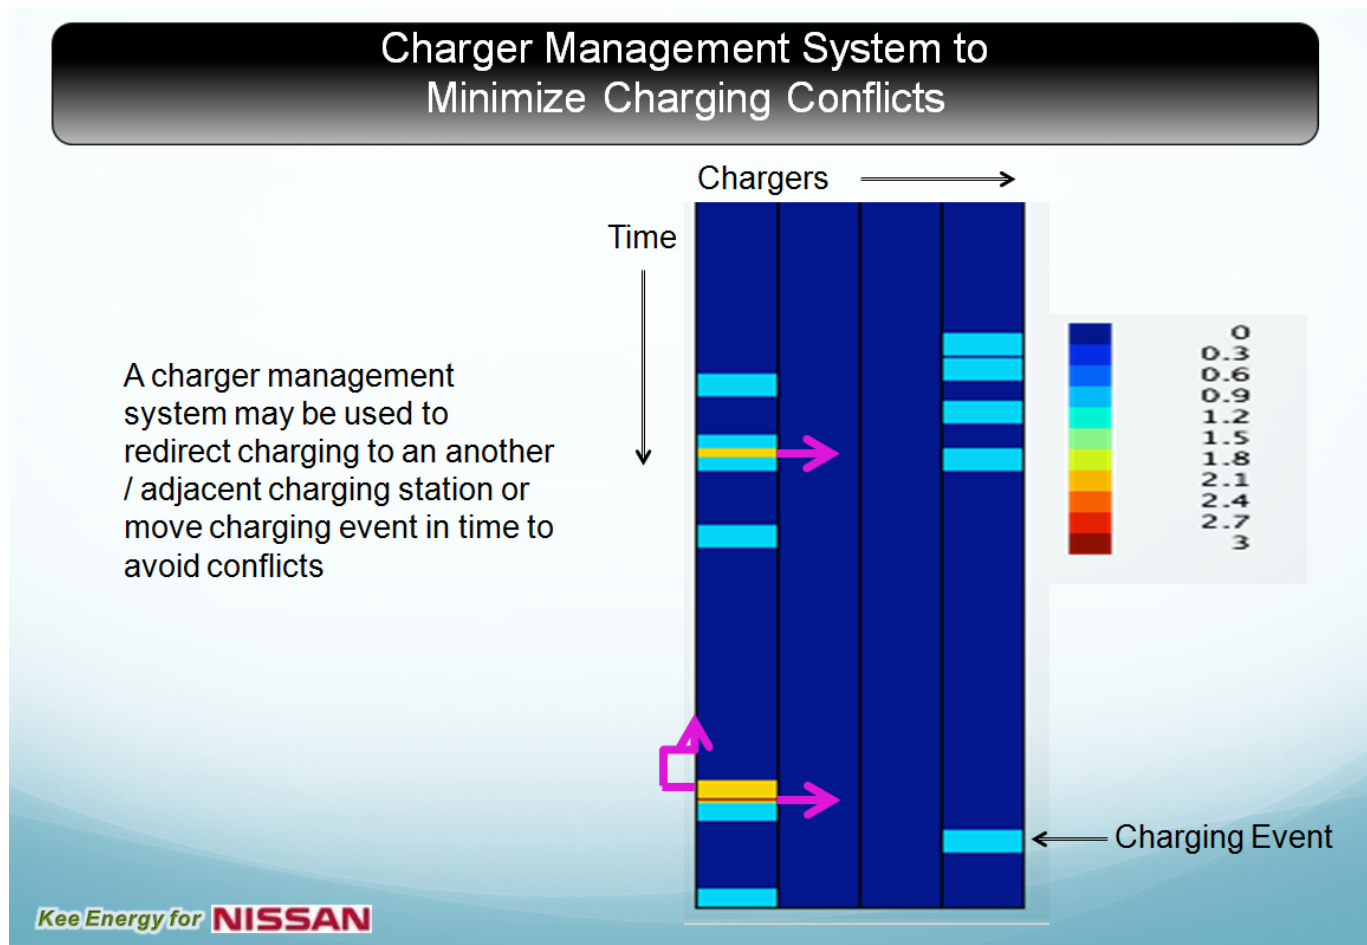 Charger Management System to
Minimize Charging Conflicts
Chargers
Time
A charger management
system may be used to
redirect charging to an another
/ adjacent charging station or
move charging event in time to
avoid conflicts
0
0.3
0.6
0.9
1.2
1.5
1.8
2.1
2.4
2.7
3
Charging Event
Kee Energy for NISSAN